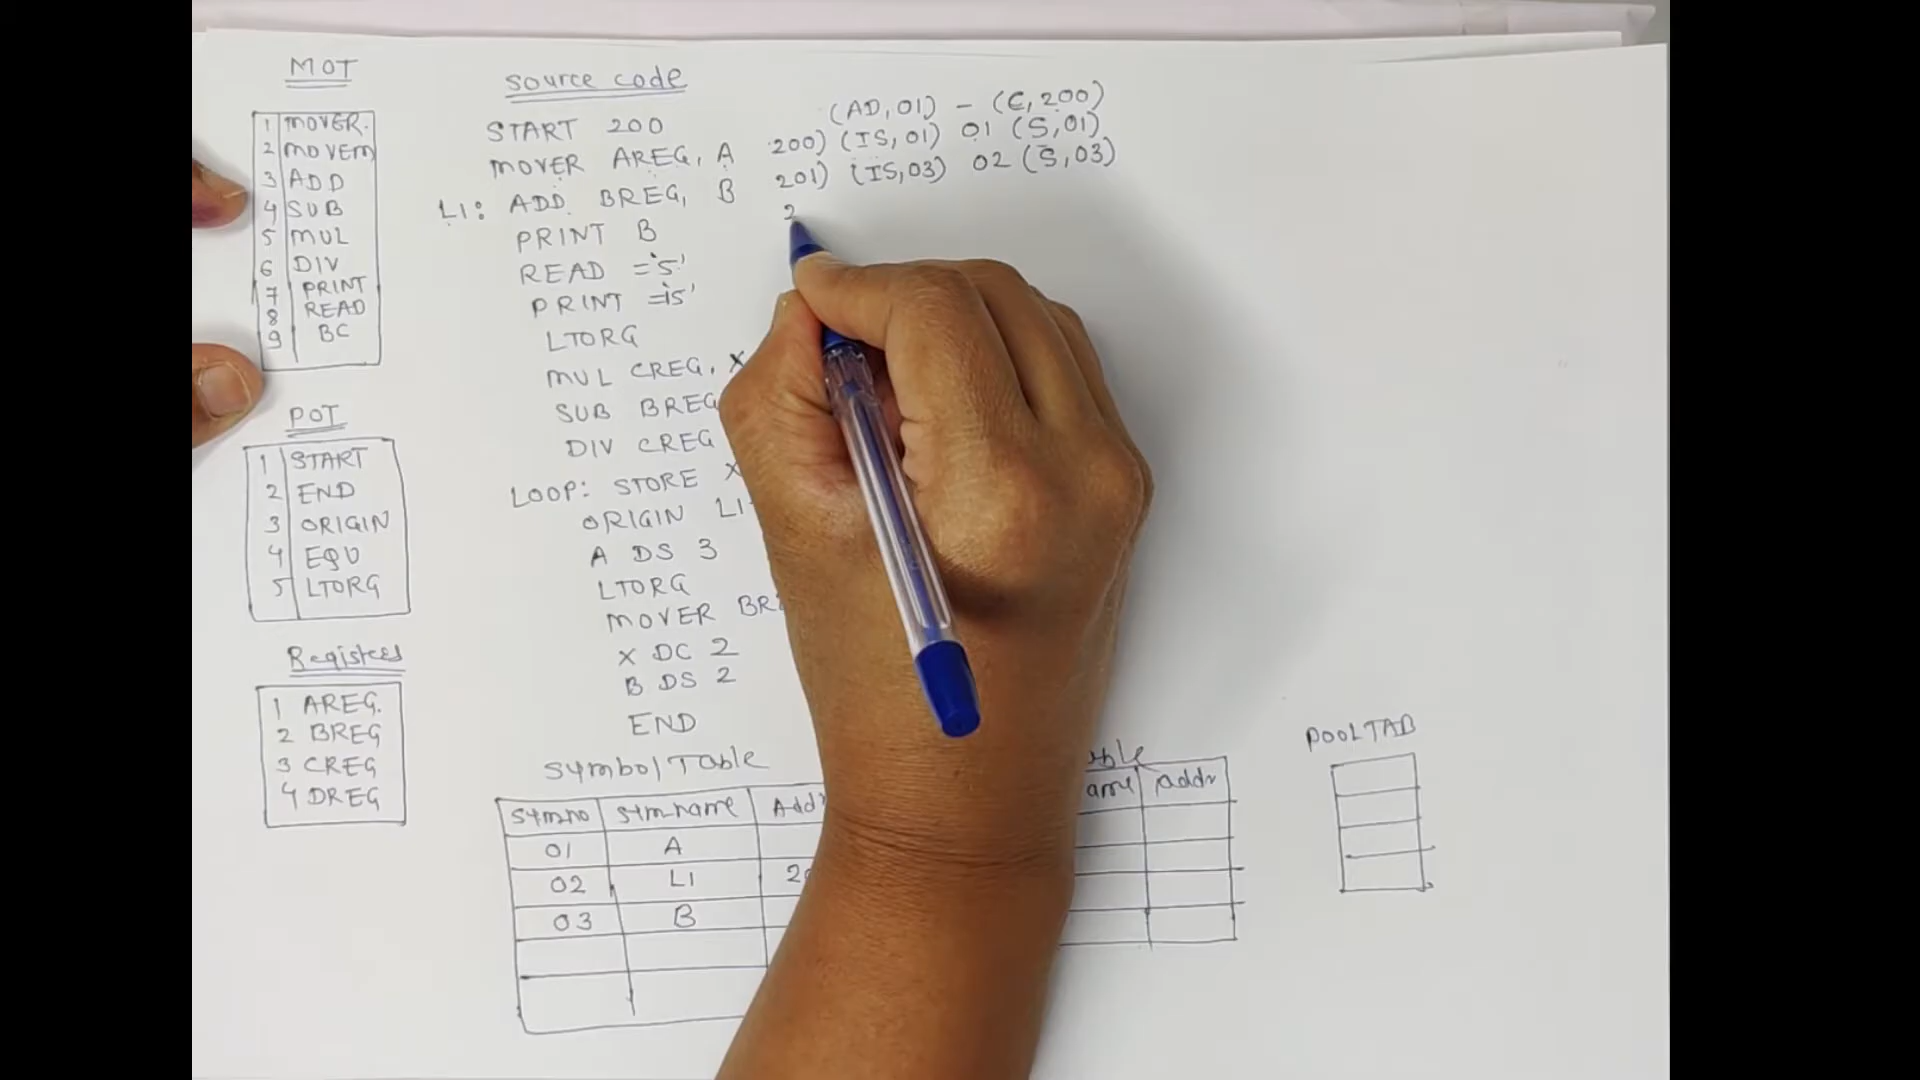 MOT
1 MOVER.
2 MOVEM
3 ADD
4 SUB
5 MUL
6 DIV
7 PRINT
8 READ
9 BC
POT
1 START
2 END
3 ORIGIN
4 EQU
5 LTORG
1 AREG.
2 BREG
3 CREG
4 DREG
source code
START 200
MOVER AREG, A
L1: ADD BREG, B
PRINT B
READ ='5'
PRINT
LTORG
MUL CREG, X
SUB BREG
DIV CREG
LOOP: STORE X
ORIGIN L1
A DS 3
LTORG
MOVER
X DC 2
B DS 2
END
(AD,01) - (C,200)
200) (IS,01) 01 (S,01)
201) (IS,03) 02 (S,03)
2
Symbol Table
Sym.no Sym.name Addr
01 A
02 L1
03 B
addr
POOLTAB